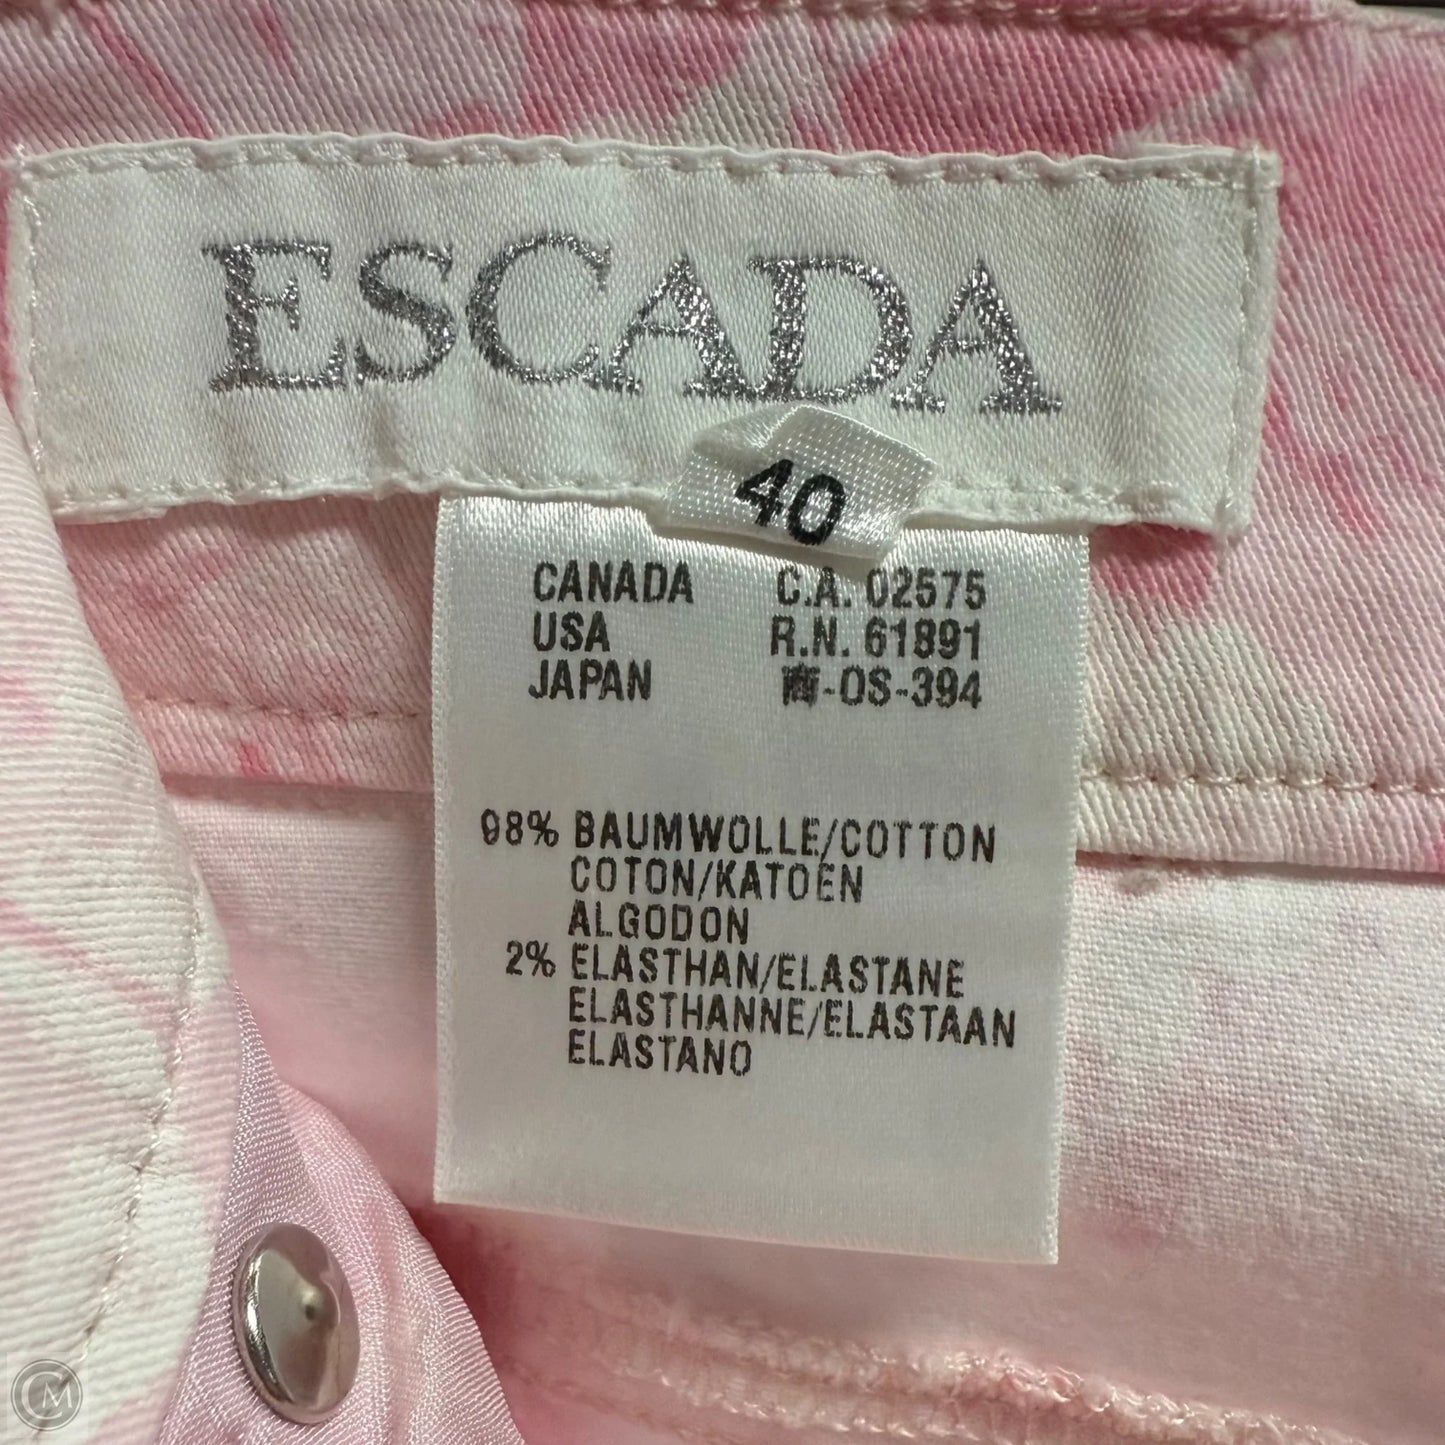 ESCADA
40
CANADA C.A. 02575
USA R.N. 61891
JAPAN 商-OS-394
98% BAUMWOLLE/COTTON
COTON/KATOEN
ALGODON
2% ELASTHAN/ELASTANE
ELASTHANNE/ELASTAAN
ELASTANO
CM